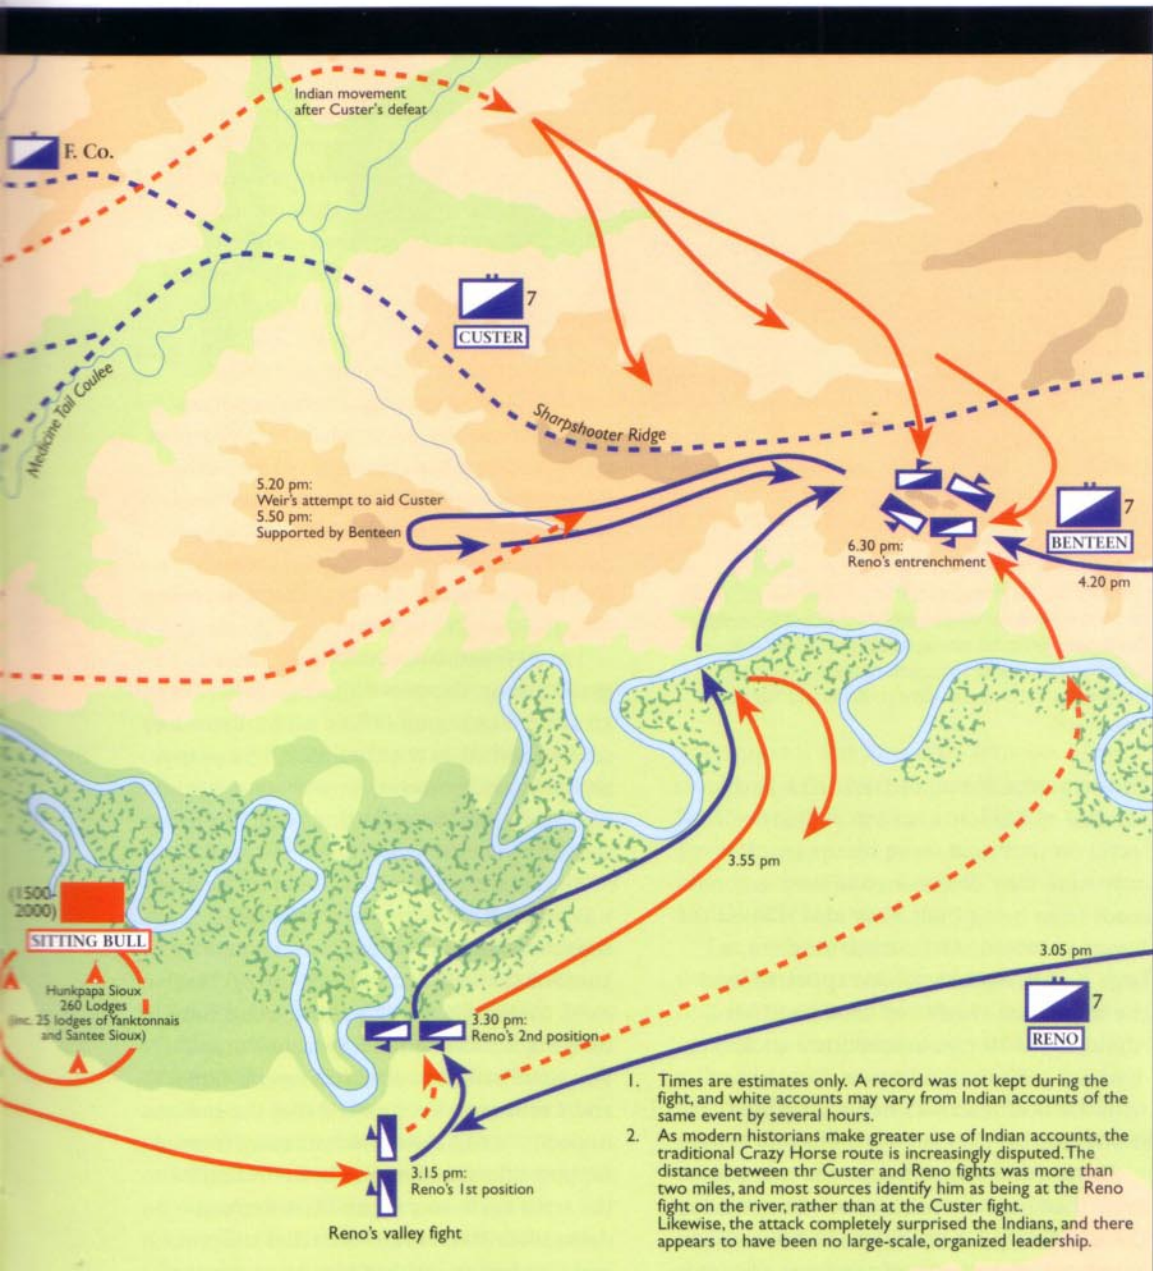 Indian movement
after Custer's defeat
F. Co.
7
CUSTER
Medicine Tail Coulee
Sharpshooter Ridge
5.20 pm:
Weir's attempt to aid Custer
5.50 pm:
Supported by Benteen
7
BENTEEN
6.30 pm:
Reno's entrenchment
4.20 pm
3.55 pm
(1500-
2000)
SITTING BULL
Hunkpapa Sioux
260 Lodges
(inc. 25 lodges of Yanktonnais
and Santee Sioux)
3.05 pm
7
RENO
3.30 pm:
Reno's 2nd position
3.15 pm:
Reno's 1st position
Reno's valley fight
1. Times are estimates only. A record was not kept during the
fight, and white accounts may vary from Indian accounts of the
same event by several hours.
2. As modern historians make greater use of Indian accounts, the
traditional Crazy Horse route is increasingly disputed. The
distance between thr Custer and Reno fights was more than
two miles, and most sources identify him as being at the Reno
fight on the river, rather than at the Custer fight.
Likewise, the attack completely surprised the Indians, and there
appears to have been no large-scale, organized leadership.